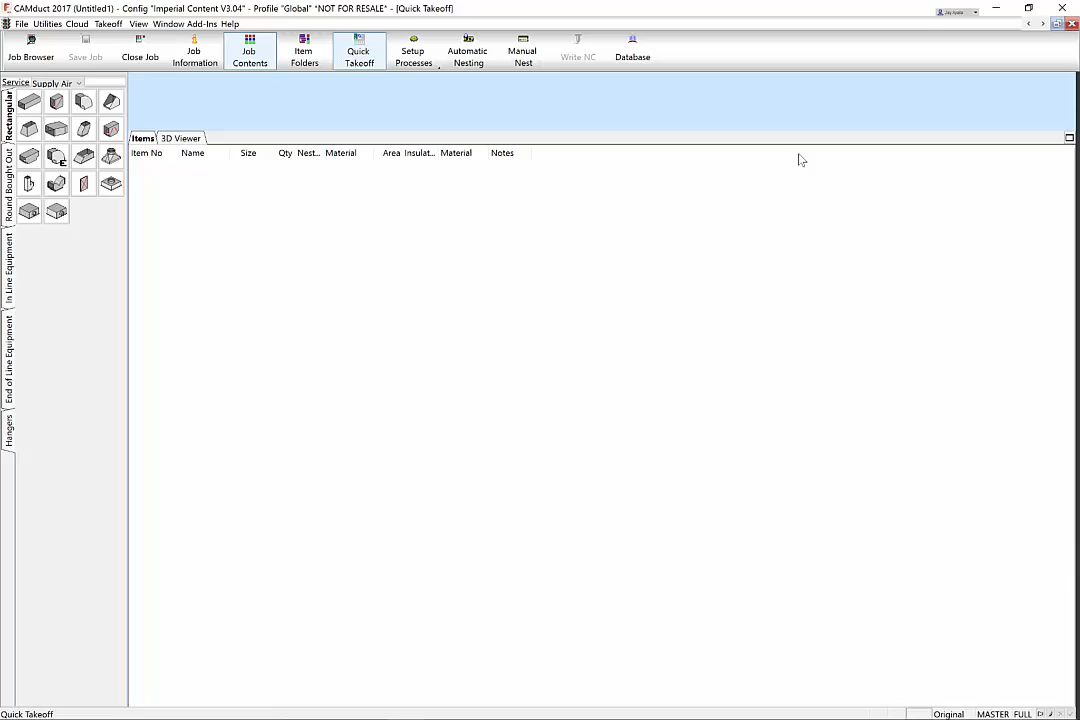 CAMduct 2017 (Untitled1) - Config "Imperial Content V3.04" - Profile "Global" *NOT FOR RESALE* - [Quick Takeoff]
File Utilities Cloud Takeoff View Window Add-Ins Help
Job Browser
Save Job
Close Job
Job Information
Job Contents
Item Folders
Quick Takeoff
Setup Processes
Automatic Nesting
Manual Nest
Write NC
Database
Service Supply Air
Rectangular
Round Bought Out
In Line Equipment
End of Line Equipment
Hangers
Items 3D Viewer
Item No Name Size Qty Nest... Material Area Insulat... Material Notes
Quick Takeoff
Original MASTER FULL